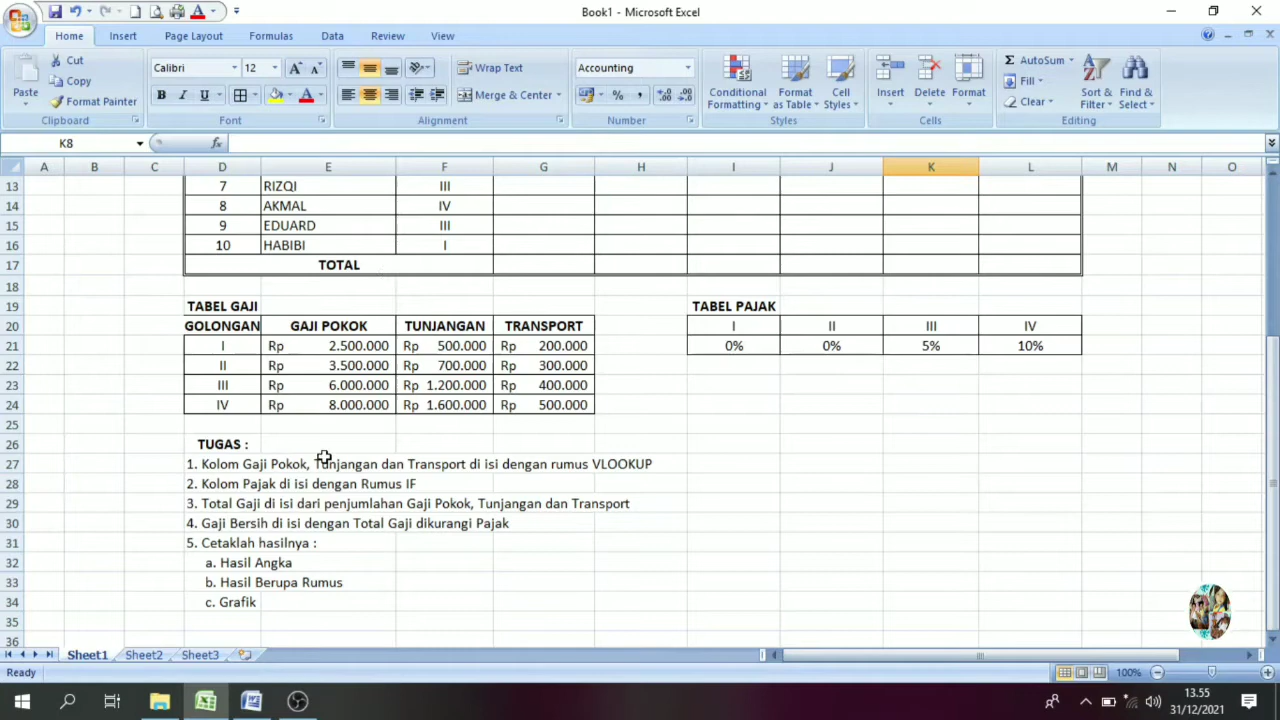 Book1 - Microsoft Excel
Home Insert Page Layout Formulas Data Review View
Paste Cut Copy Format Painter Clipboard
Calibri 12 Font
Wrap Text Merge & Center Alignment
Accounting Number
Conditional Formatting Format as Table Cell Styles Styles
Insert Delete Format Cells
AutoSum Fill Clear Sort & Filter Find & Select Editing
K8 fx
A B C D E F G H I J K L M N O
13 7 RIZQI III
14 8 AKMAL IV
15 9 EDUARD III
16 10 HABIBI I
17 TOTAL
18
19 TABEL GAJI TABEL PAJAK
20 GOLONGAN GAJI POKOK TUNJANGAN TRANSPORT I II III IV
21 I Rp 2.500.000 Rp 500.000 Rp 200.000 0% 0% 5% 10%
22 II Rp 3.500.000 Rp 700.000 Rp 300.000
23 III Rp 6.000.000 Rp 1.200.000 Rp 400.000
24 IV Rp 8.000.000 Rp 1.600.000 Rp 500.000
25
26 TUGAS :
27 1. Kolom Gaji Pokok, Tunjangan dan Transport di isi dengan rumus VLOOKUP
28 2. Kolom Pajak di isi dengan Rumus IF
29 3. Total Gaji di isi dari penjumlahan Gaji Pokok, Tunjangan dan Transport
30 4. Gaji Bersih di isi dengan Total Gaji dikurangi Pajak
31 5. Cetaklah hasilnya :
32 a. Hasil Angka
33 b. Hasil Berupa Rumus
34 c. Grafik
35
36
Sheet1 Sheet2 Sheet3
Ready 100%
13.55
31/12/2021